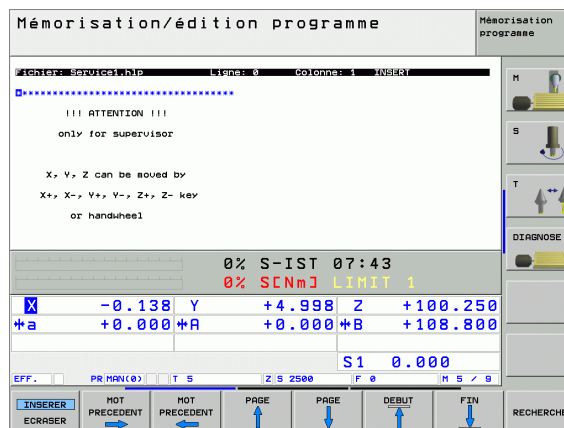 Mémorisation/édition programme
Mémorisation
programme
Fichier: Service1.hlp Ligne: 0 Colonne: 1 INSERT
***********************************
!!! ATTENTION !!!
only for supervisor
X, Y, Z can be moved by
X+, X-, Y+, Y-, Z+, Z- key
or handwheel
M
S
T
DIAGNOSE
0% S-IST 07:43
0% S[Nm] LIMIT 1
X -0.138 Y +4.998 Z +100.250
a +0.000 A +0.000 B +108.800
S1 0.000
EFF. PR MAN(0) T 5 Z S 2500 F 0 M 5 / 9
INSERER
ECRASER
MOT
PRECEDENT
MOT
PRECEDENT
PAGE
PAGE
DEBUT
FIN
RECHERCHE